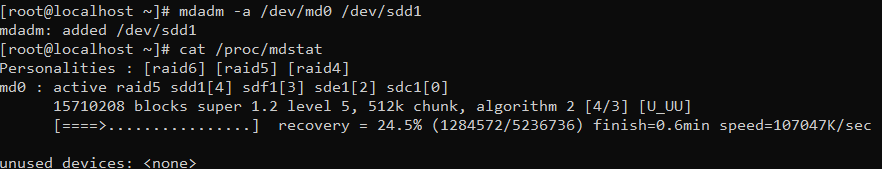 [root@localhost ~]# mdadm -a /dev/md0 /dev/sdd1
mdadm: added /dev/sdd1
[root@localhost ~]# cat /proc/mdstat
Personalities : [raid6] [raid5] [raid4]
md0 : active raid5 sdd1[4] sdf1[3] sde1[2] sdc1[0]
      15710208 blocks super 1.2 level 5, 512k chunk, algorithm 2 [4/3] [U_UU]
      [====>................]  recovery = 24.5% (1284572/5236736) finish=0.6min speed=107047K/sec
unused devices: <none>